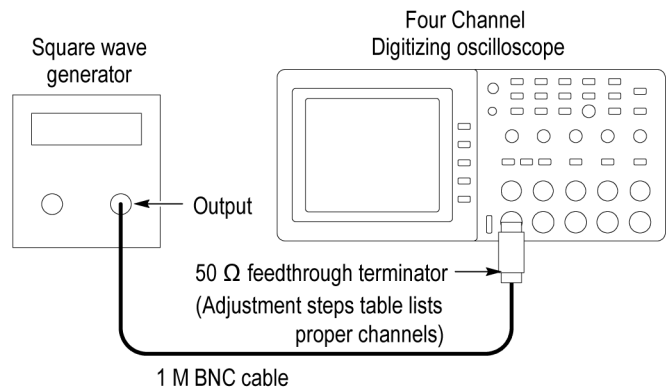 Four Channel
Digitizing oscilloscope
Square wave
generator
Output
50 Ω feedthrough terminator
(Adjustment steps table lists
proper channels)
1 M BNC cable